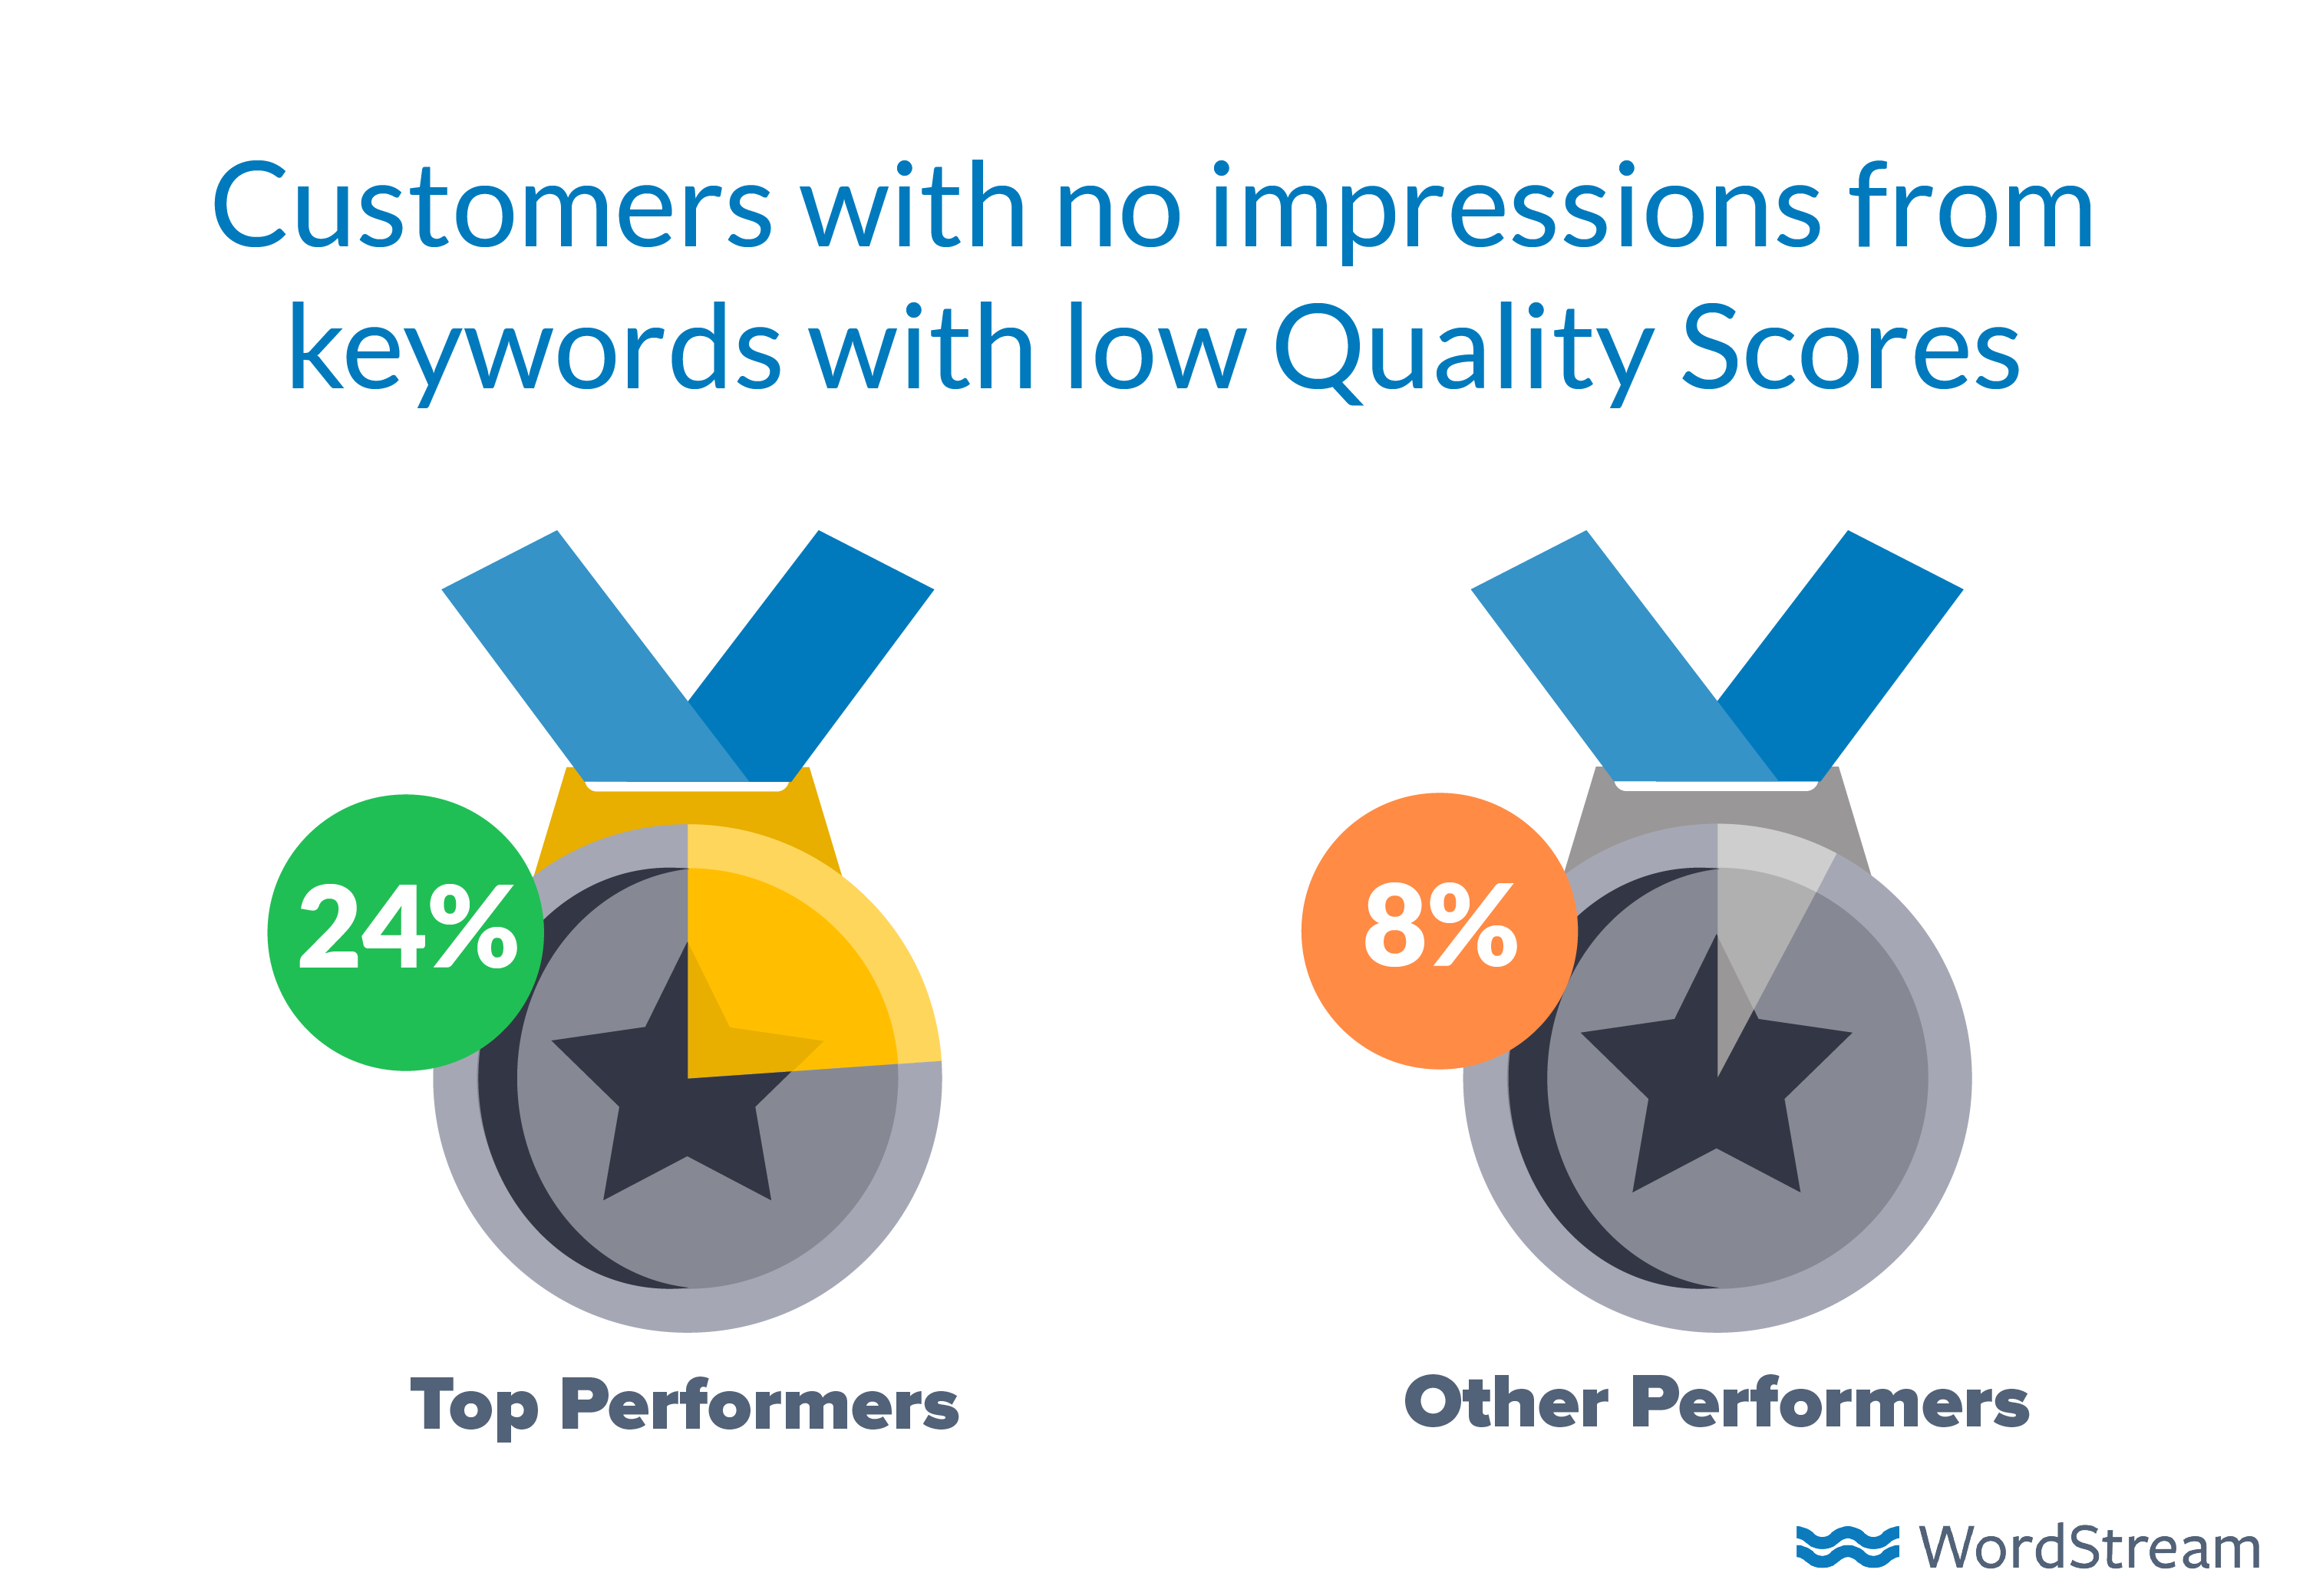 Customers with no impressions from
keywords with low Quality Scores
24%
8%
Top Performers
Other Performers
WordStream